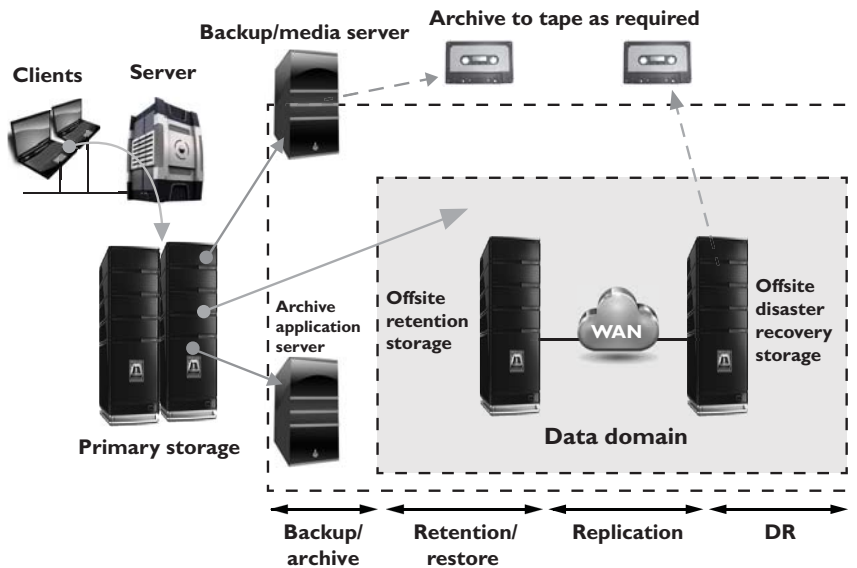 Archive to tape as required
Backup/media server
Clients
Server
Archive
application
server
Offsite
retention
storage
WAN
Offsite
disaster
recovery
storage
Primary storage
Data domain
Backup/
archive
Retention/
restore
Replication
DR